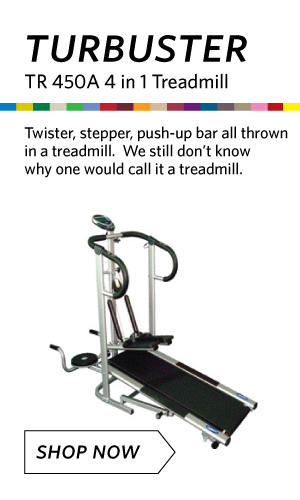 TURBUSTER
TR 450A 4 in 1 Treadmill
Twister, stepper, push-up bar all thrown
in a treadmill.  We still don't know
why one would call it a treadmill.
SHOP NOW